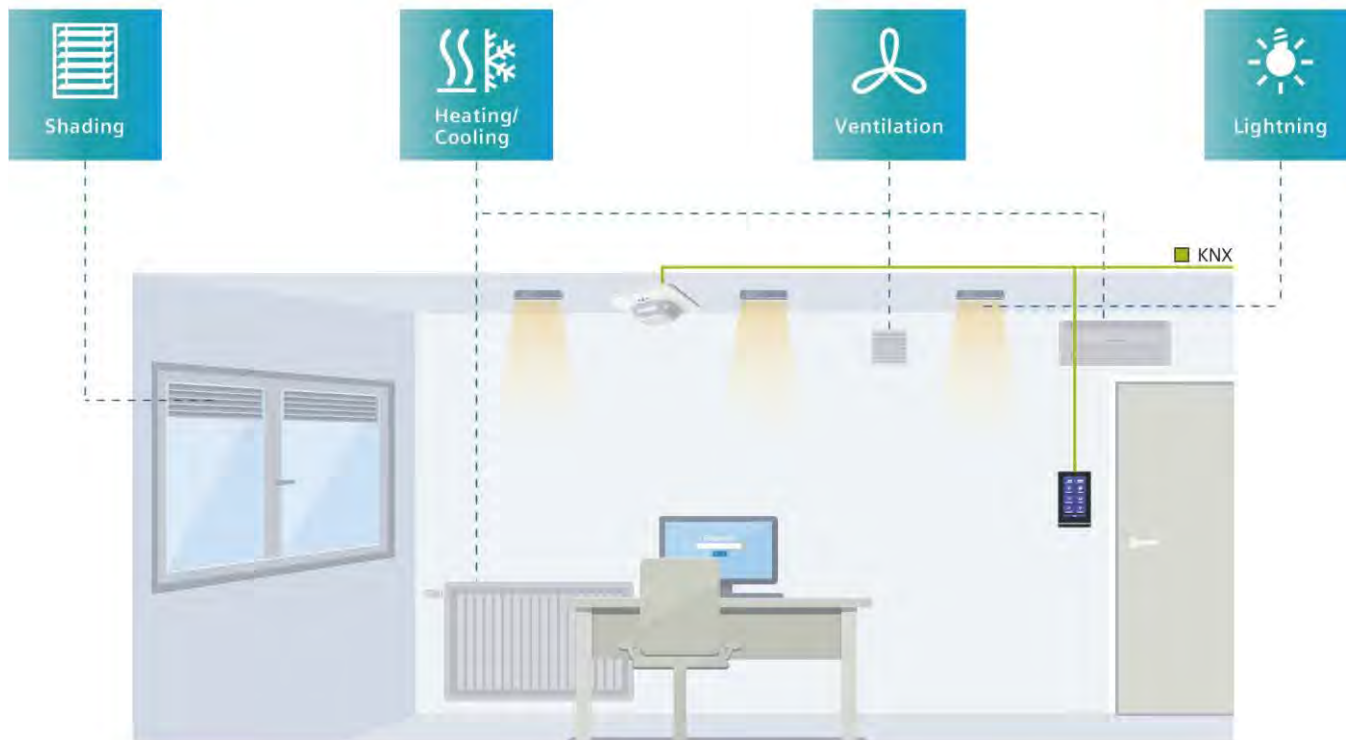 Shading
Heating/
Cooling
Ventilation
Lightning
KNX